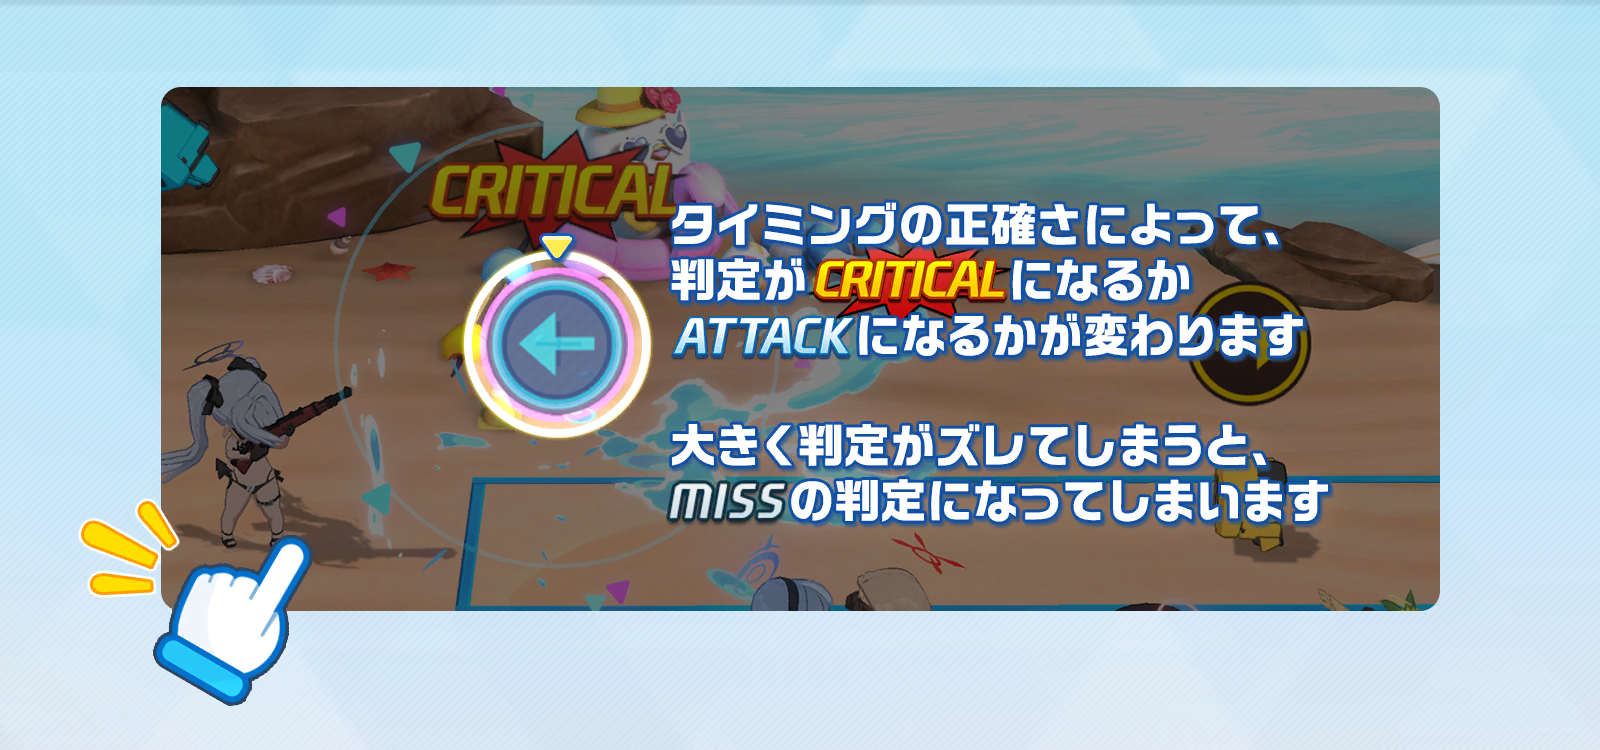 CRITICAL
タイミングの正確さによって、
判定がCRITICALになるか
ATTACKになるかが変わります
大きく判定がズレてしまうと、
MISSの判定になってしまいます